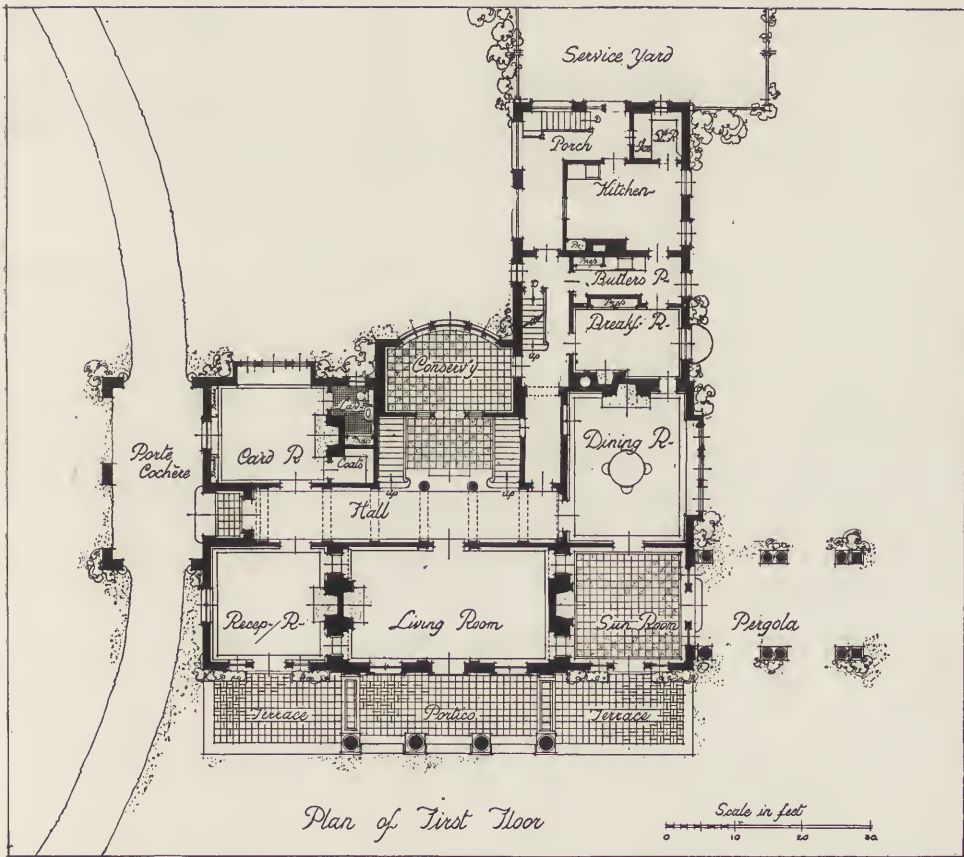 Service Yard
D
Porch
Kitchen
Butlers R-
Breakf- R-
D
up
Conserv'y
Dining R-
Card R
Coats
up
up
Porte
Cochère
Hall
Recep- R-
Living Room
Sun Room
Pergola
Terrace
Portico
Terrace
Plan of First Floor
Scale in feet
0 10 20 30